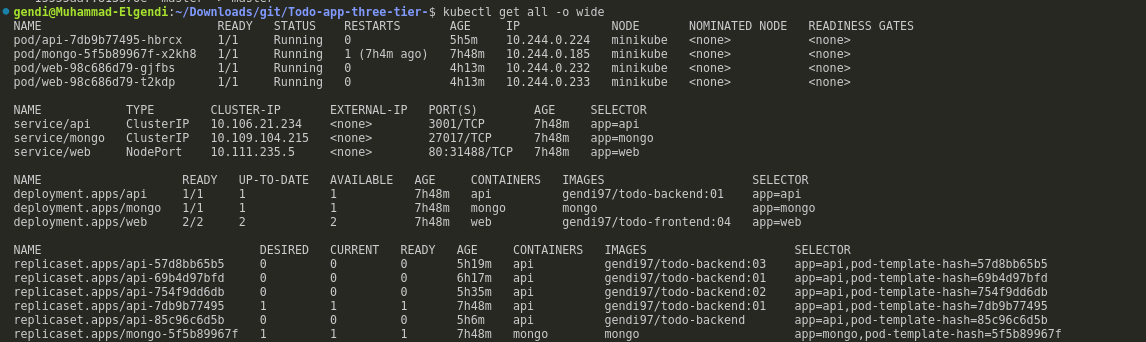 gendi@Muhammad-Elgendi:~/Downloads/git/Todo-app-three-tier-$ kubectl get all -o wide
NAME READY STATUS RESTARTS AGE IP NODE NOMINATED NODE READINESS GATES
pod/api-7db9b77495-hbrcx 1/1 Running 0 5h5m 10.244.0.224 minikube <none> <none>
pod/mongo-5f5b89967f-x2kh8 1/1 Running 1 (7h4m ago) 7h48m 10.244.0.185 minikube <none> <none>
pod/web-98c686d79-gjfbs 1/1 Running 0 4h13m 10.244.0.232 minikube <none> <none>
pod/web-98c686d79-t2kdp 1/1 Running 0 4h13m 10.244.0.233 minikube <none> <none>
NAME TYPE CLUSTER-IP EXTERNAL-IP PORT(S) AGE SELECTOR
service/api ClusterIP 10.106.21.234 <none> 3001/TCP 7h48m app=api
service/mongo ClusterIP 10.109.104.215 <none> 27017/TCP 7h48m app=mongo
service/web NodePort 10.111.235.5 <none> 80:31488/TCP 7h48m app=web
NAME READY UP-TO-DATE AVAILABLE AGE CONTAINERS IMAGES SELECTOR
deployment.apps/api 1/1 1 1 7h48m api gendi97/todo-backend:01 app=api
deployment.apps/mongo 1/1 1 1 7h48m mongo mongo app=mongo
deployment.apps/web 2/2 2 2 7h48m web gendi97/todo-frontend:04 app=web
NAME DESIRED CURRENT READY AGE CONTAINERS IMAGES SELECTOR
replicaset.apps/api-57d8bb65b5 0 0 0 5h19m api gendi97/todo-backend:03 app=api,pod-template-hash=57d8bb65b5
replicaset.apps/api-69b4d97bfd 0 0 0 6h17m api gendi97/todo-backend:01 app=api,pod-template-hash=69b4d97bfd
replicaset.apps/api-754f9dd6db 0 0 0 5h35m api gendi97/todo-backend:02 app=api,pod-template-hash=754f9dd6db
replicaset.apps/api-7db9b77495 1 1 1 7h48m api gendi97/todo-backend:01 app=api,pod-template-hash=7db9b77495
replicaset.apps/api-85c96c6d5b 0 0 0 5h6m api gendi97/todo-backend app=api,pod-template-hash=85c96c6d5b
replicaset.apps/mongo-5f5b89967f 1 1 1 7h48m mongo mongo app=mongo,pod-template-hash=5f5b89967f